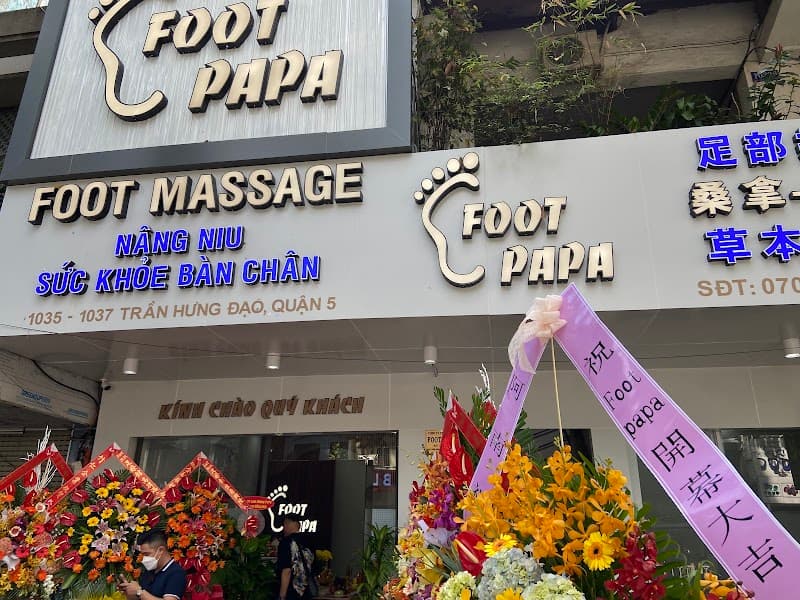 FOOT
PAPA
FOOT MASSAGE
NÂNG NIU
SỨC KHỎE BÀN CHÂN
1035 - 1037 TRẦN HƯNG ĐẠO, QUẬN 5
FOOT
PAPA
足部
桑拿
草本
SĐT: 070
KÍNH CHÀO QUÝ KHÁCH
FOOT
PAPA
祝 Foot papa 開幕大吉